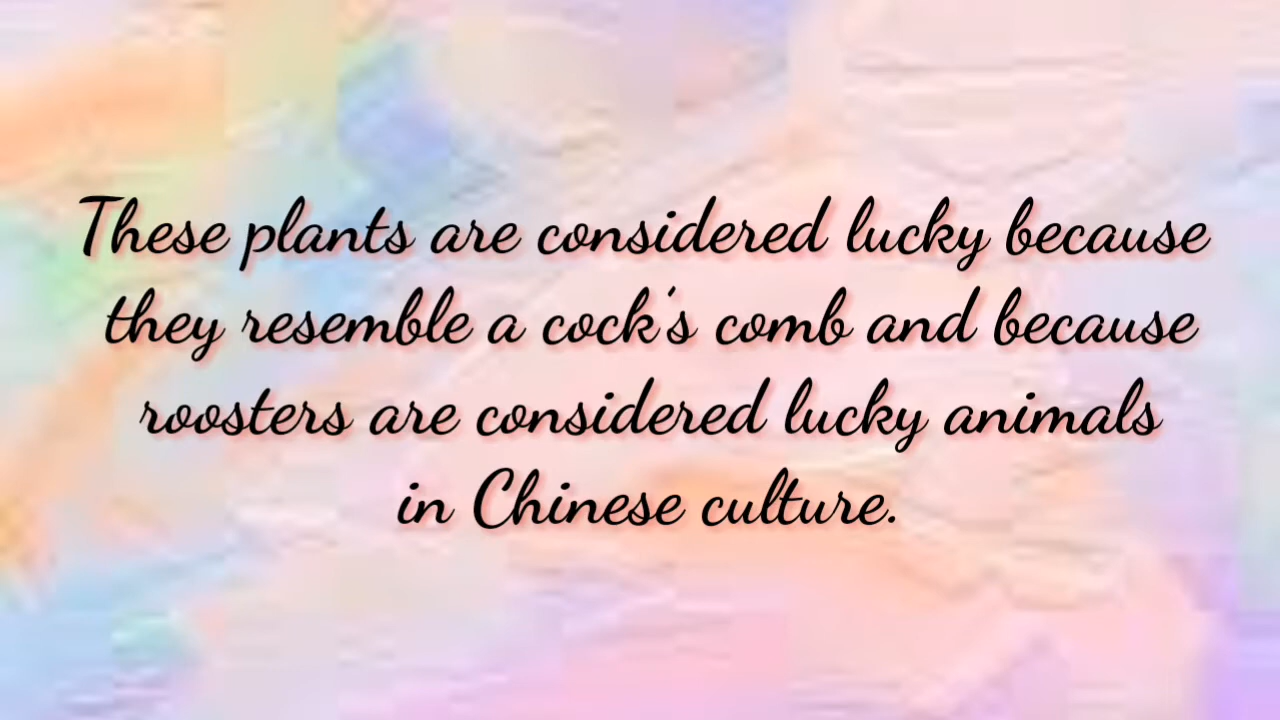 These plants are considered lucky because
they resemble a cock's comb and because
roosters are considered lucky animals
in Chinese culture.